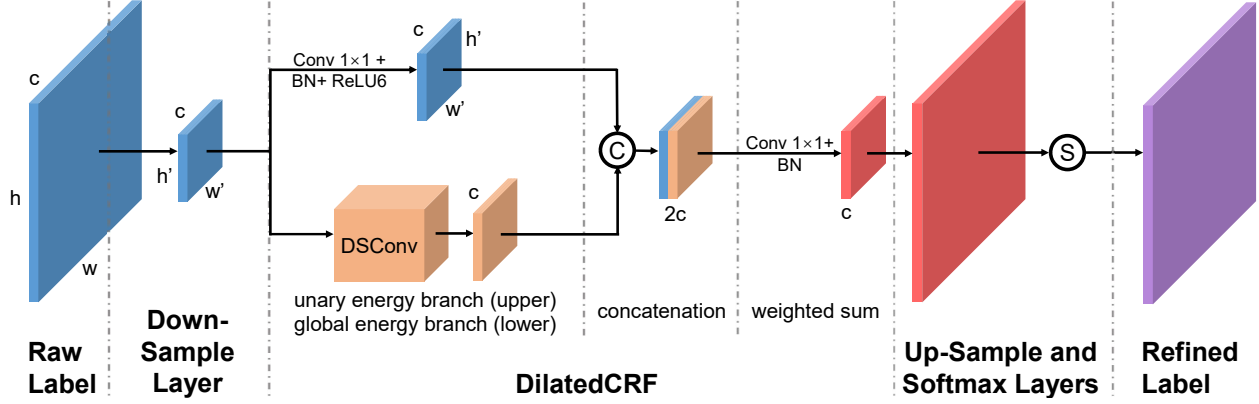 c
h
w
c
h'
w'
Conv 1×1 +
BN+ ReLU6
c
h'
w'
DSConv
c
C
2c
Conv 1×1+
BN
c
S
unary energy branch (upper)
global energy branch (lower)
concatenation
weighted sum
Raw
Label
Down-
Sample
Layer
DilatedCRF
Up-Sample and
Softmax Layers
Refined
Label